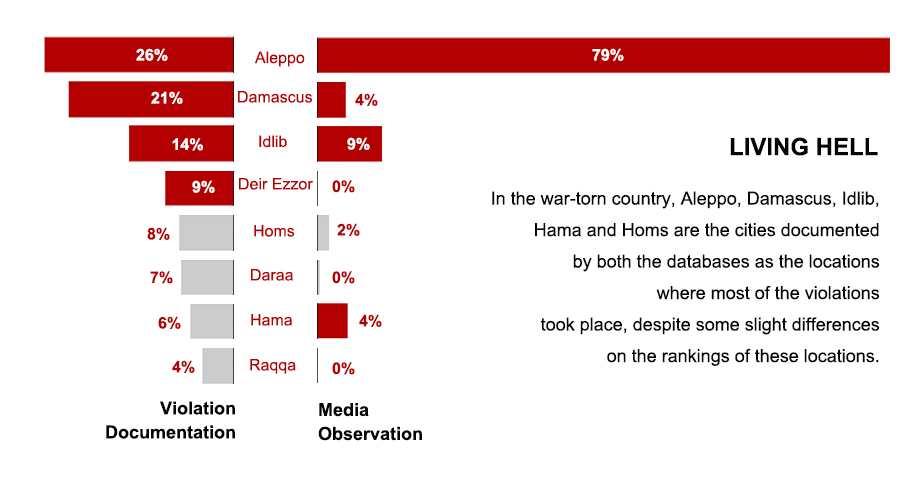 26% Aleppo 79%
21% Damascus 4%
14% Idlib 9%
9% Deir Ezzor 0%
8% Homs 2%
7% Daraa 0%
6% Hama 4%
4% Raqqa 0%
Violation
Documentation
Media
Observation
LIVING HELL
In the war-torn country, Aleppo, Damascus, Idlib,
Hama and Homs are the cities documented
by both the databases as the locations
where most of the violations
took place, despite some slight differences
on the rankings of these locations.